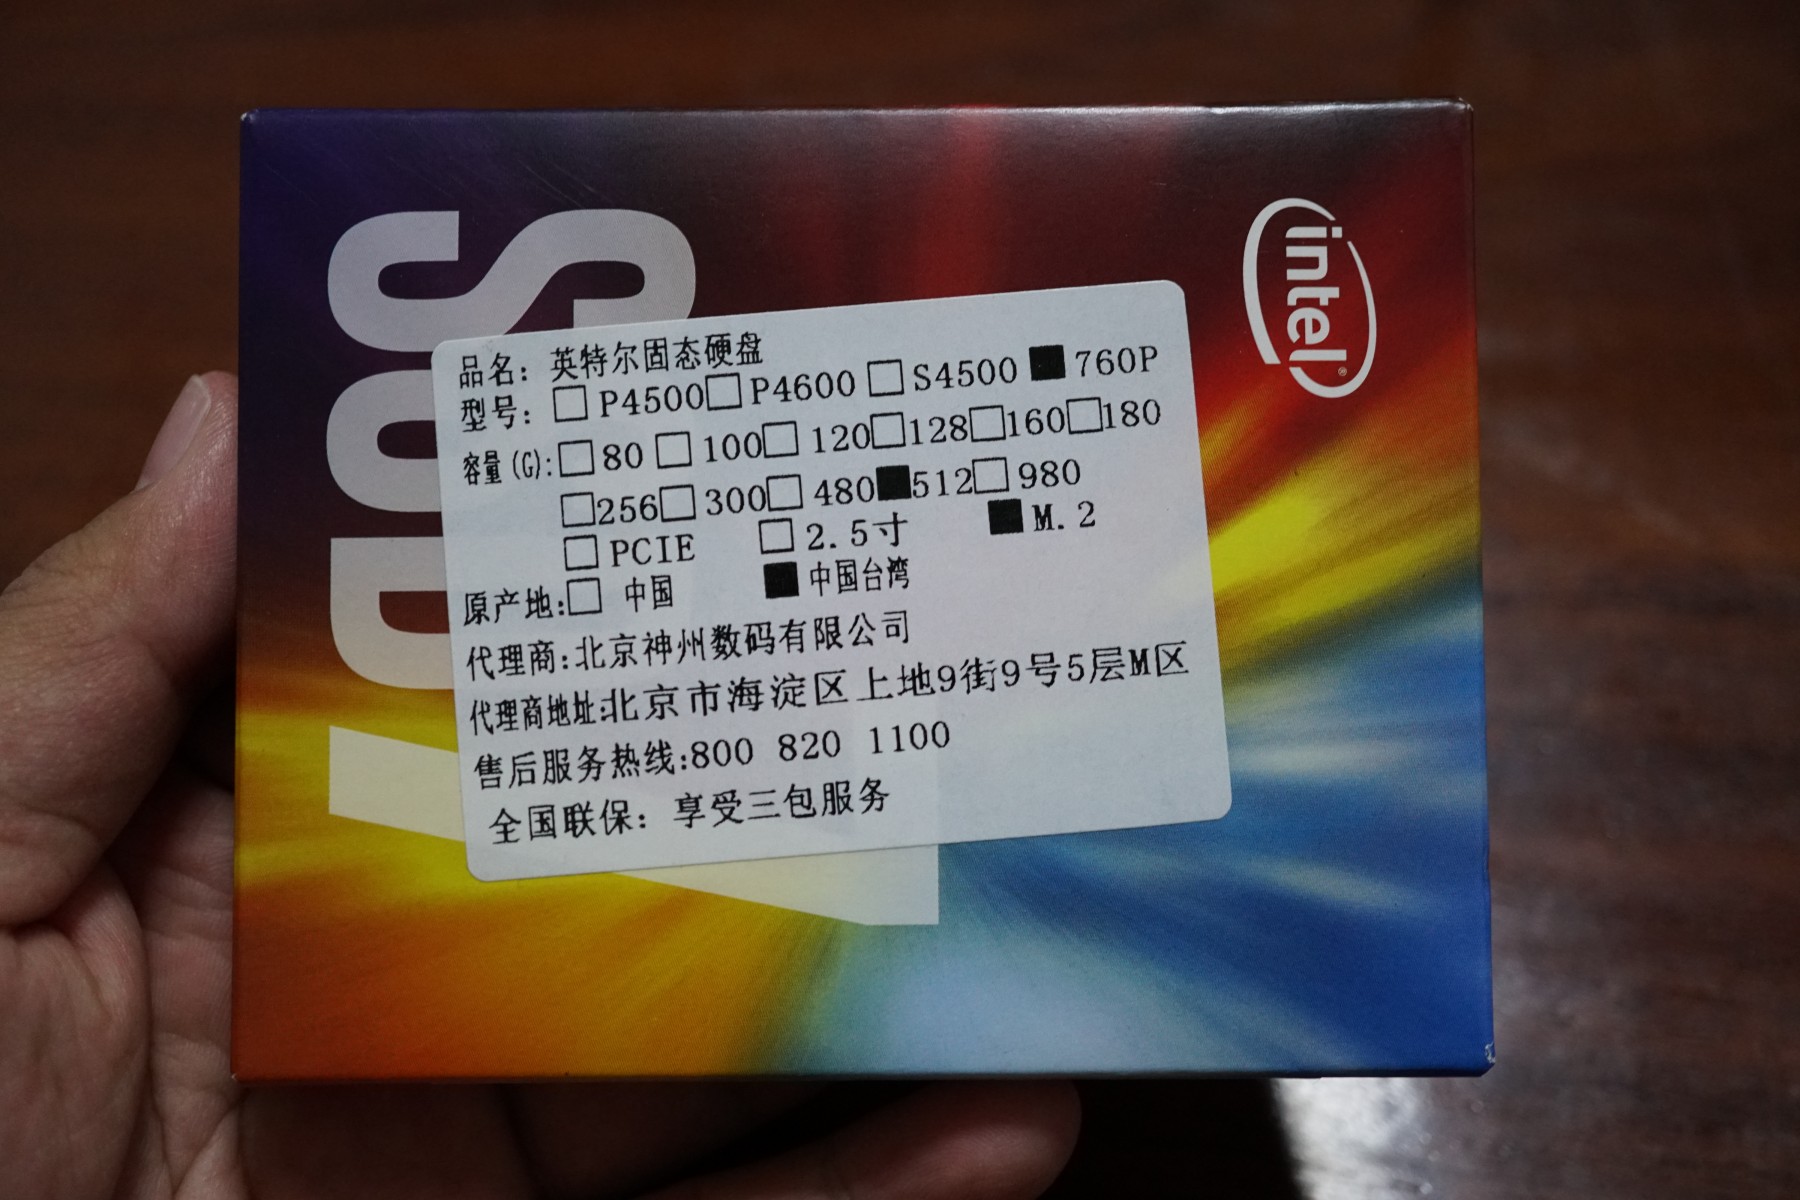 SSD 7
intel
品名: 英特尔固态硬盘
型号: □ P4500□ P4600 □ S4500 ■ 760P
容量(G):□80 □ 100□ 120□128□160□180
□256□ 300□ 480■512□ 980
□ PCIE □ 2.5寸 ■ M.2
原产地:□ 中国 ■ 中国台湾
代理商:北京神州数码有限公司
代理商地址:北京市海淀区上地9街9号5层M区
售后服务热线:800 820 1100
全国联保: 享受三包服务